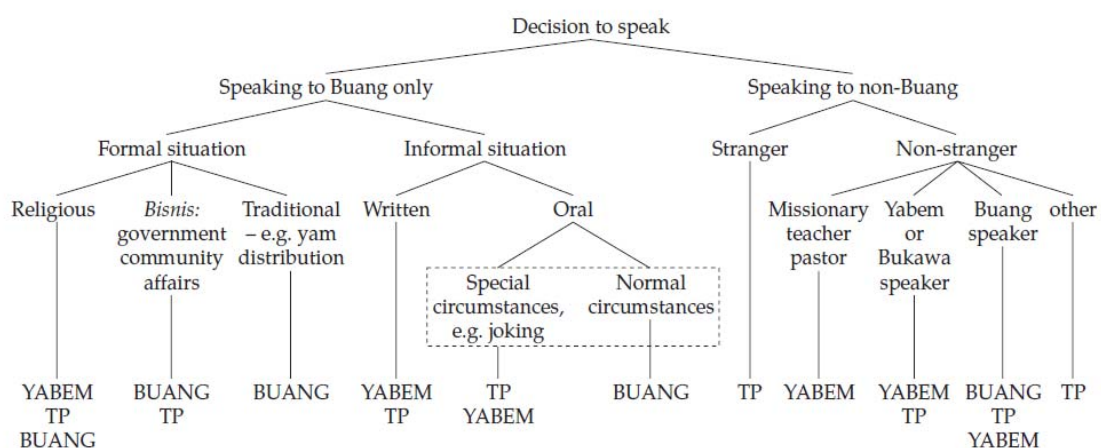 Decision to speak
Speaking to Buang only
Speaking to non-Buang
Formal situation
Informal situation
Stranger
Non-stranger
Religious
Bisnis:
government
community
affairs
Traditional
– e.g. yam
distribution
Written
Oral
Missionary
teacher
pastor
Yabem
or
Bukawa
speaker
Buang
speaker
other
Special
circumstances,
e.g. joking
Normal
circumstances
YABEM
TP
BUANG
BUANG
TP
BUANG
YABEM
TP
TP
YABEM
BUANG
TP
YABEM
YABEM
TP
BUANG
TP
YABEM
TP